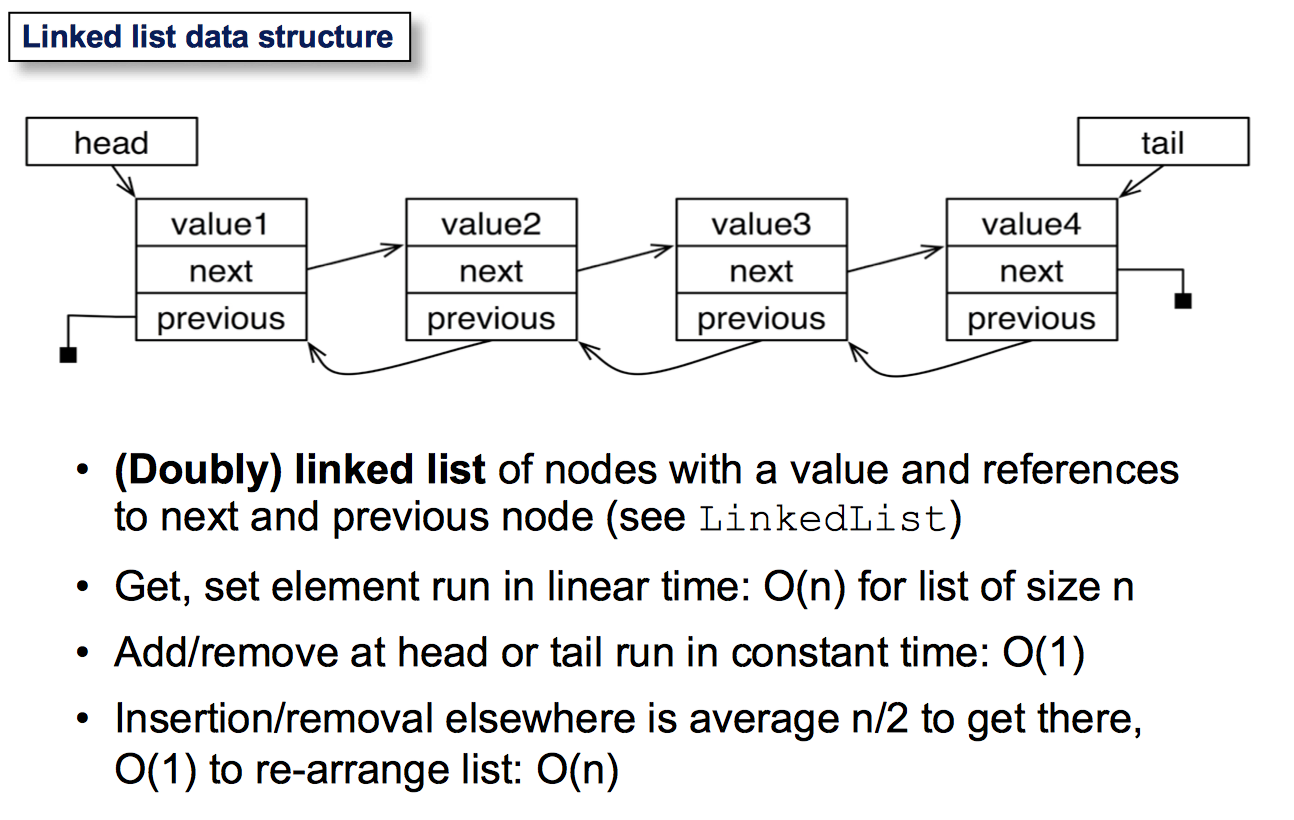 Linked list data structure
head
tail
value1
value2
value3
value4
next
next
next
next
previous
previous
previous
previous
• (Doubly) linked list of nodes with a value and references
to next and previous node (see LinkedList)
• Get, set element run in linear time: O(n) for list of size n
• Add/remove at head or tail run in constant time: O(1)
• Insertion/removal elsewhere is average n/2 to get there,
O(1) to re-arrange list: O(n)